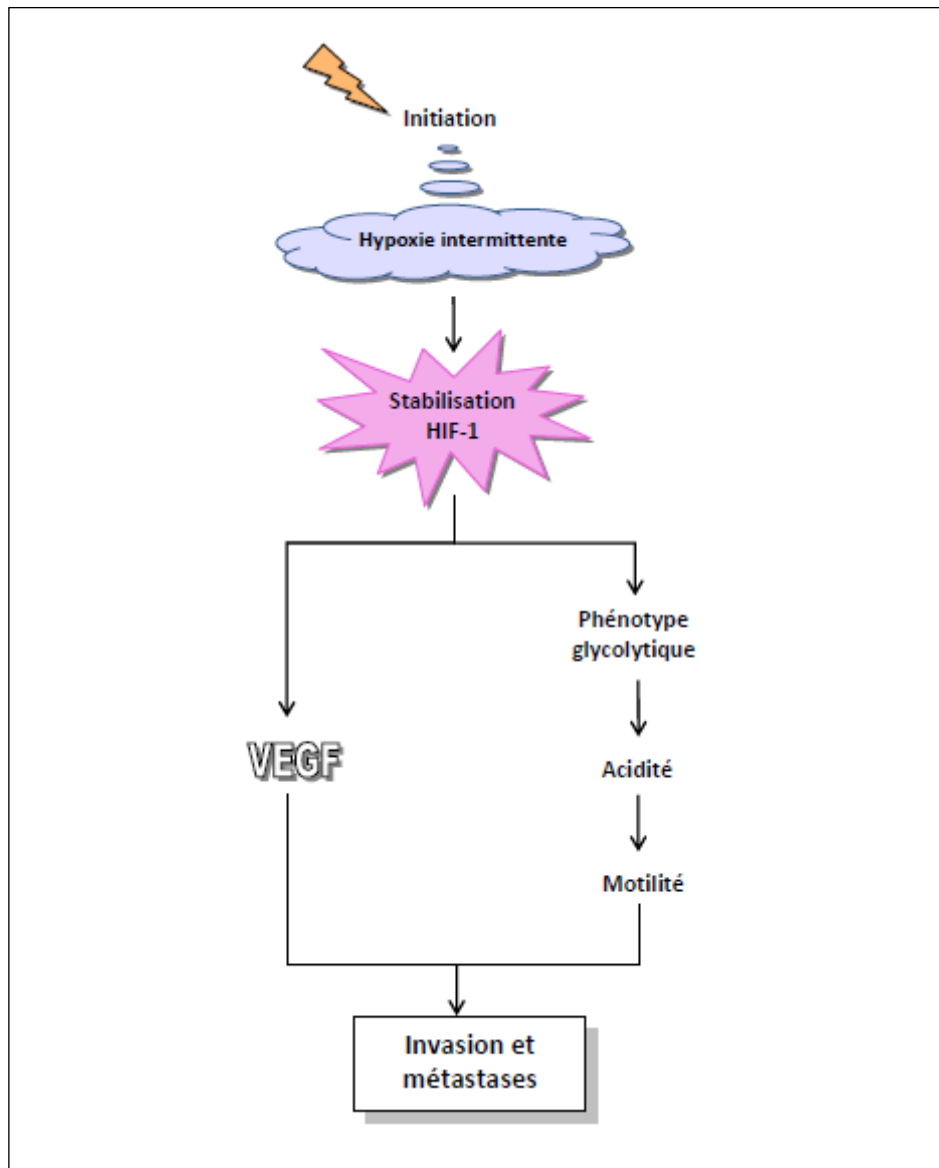 Initiation
Hypoxie intermittente
Stabilisation
HIF-1
Phénotype
glycolytique
VEGF
Acidité
Motilité
Invasion et
métastases